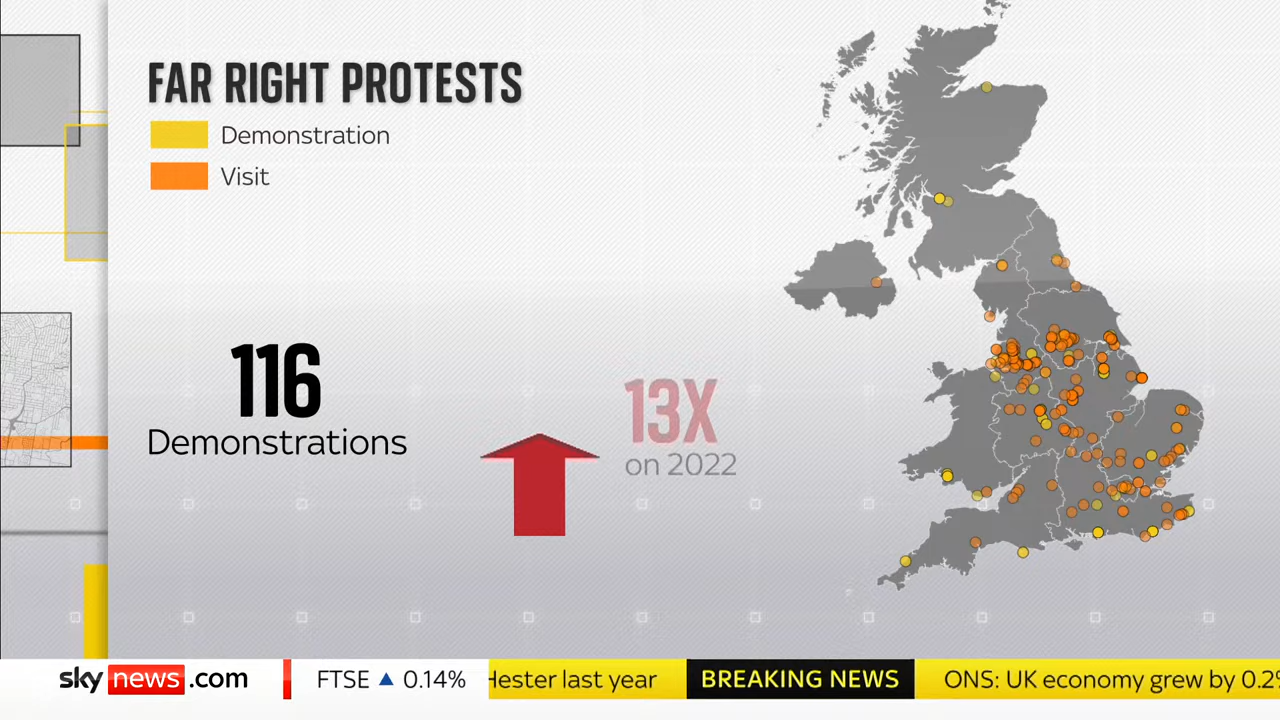 FAR RIGHT PROTESTS
Demonstration
Visit
116
Demonstrations
13X
on 2022
sky news.com
FTSE ▲ 0.14%
Hester last year
BREAKING NEWS
ONS: UK economy grew by 0.2%